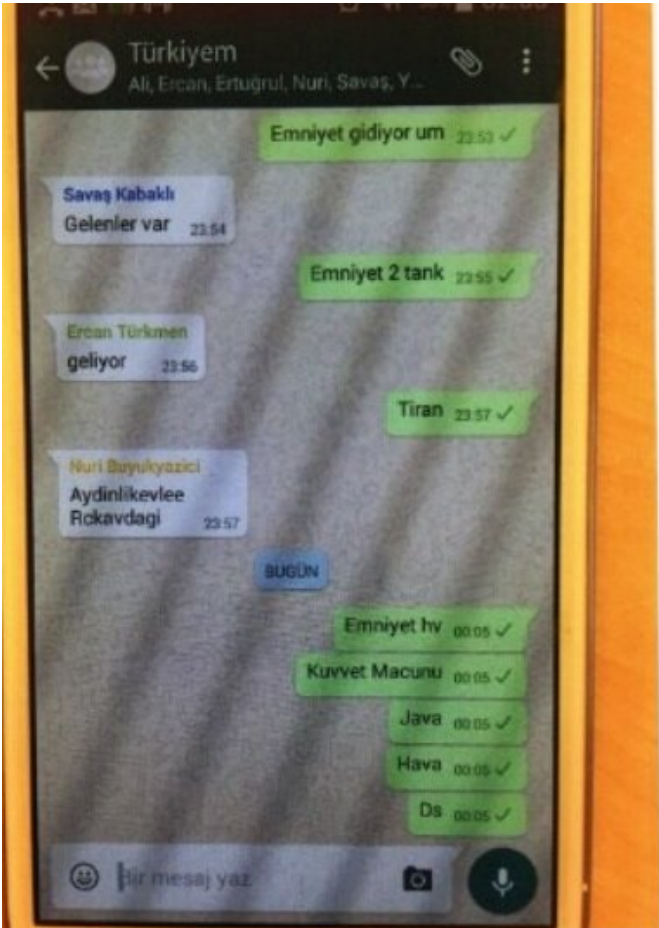 Türkiyem
Ali, Ercan, Ertuğrul, Nuri, Savaş, Y...
Emniyet gidiyor um 23:53
Savaş Kabaklı
Gelenler var 23:54
Emniyet 2 tank 23:55
Ercan Türkmen
geliyor 23:56
Tiran 23:57
Nuri Buyukyazici
Aydinlikevlee
Rokavdagi 23:57
BUGÜN
Emniyet hv 00:05
Kuvvet Macunu 00:05
Java 00:05
Hava 00:05
Ds 00:05
Bir mesaj yaz